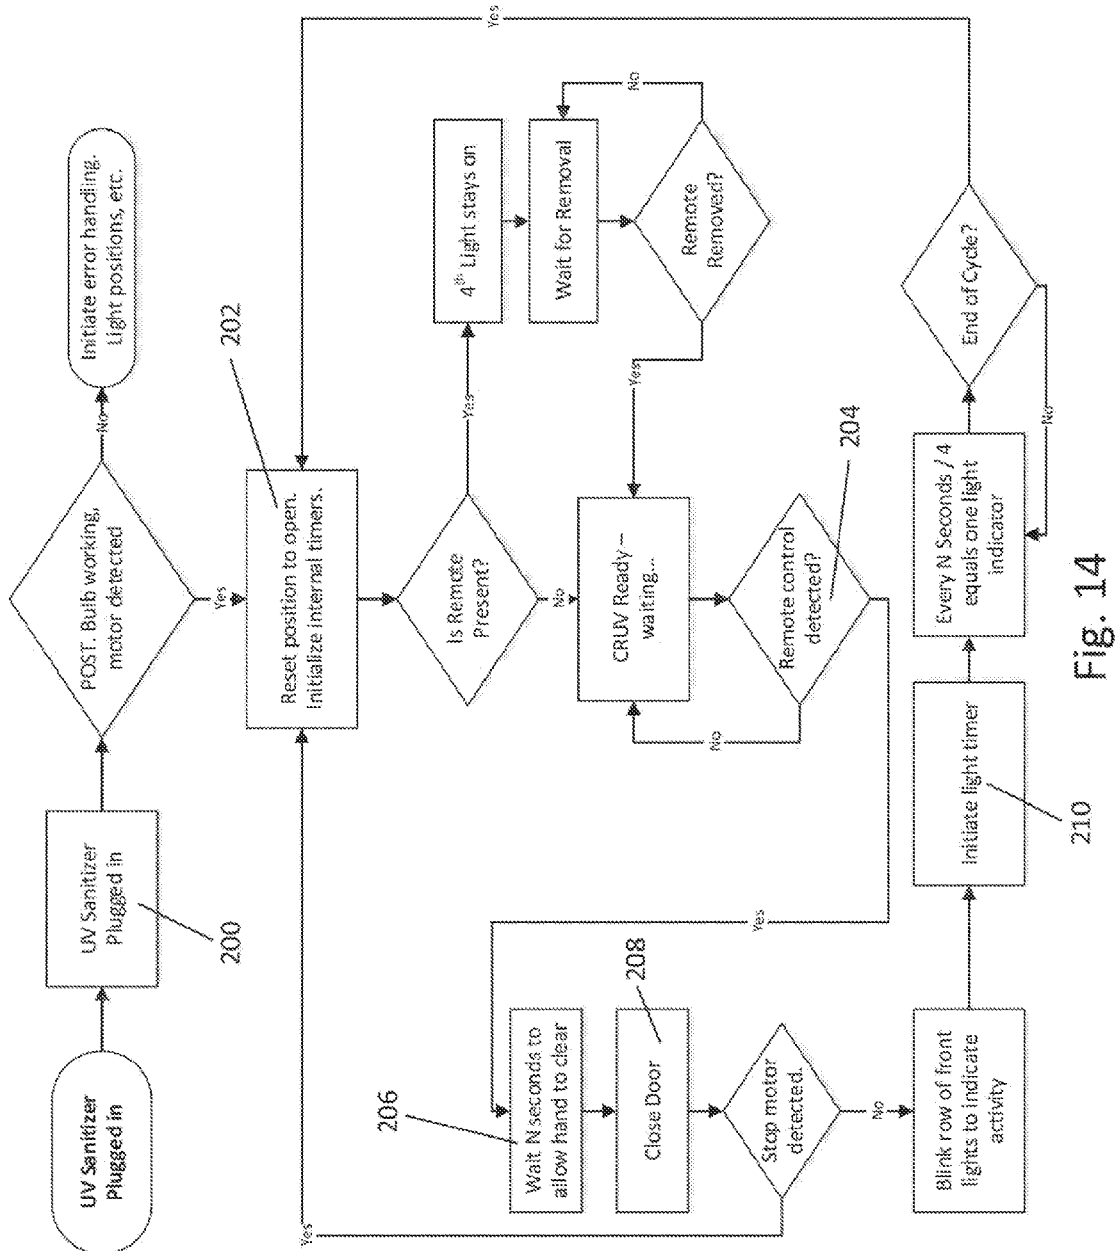 UV Sanitizer
Plugged in
UV Sanitizer
Plugged in
200
POST. Bulb working,
motor detected
No
Initiate error handling.
Light positions, etc.
Yes
202
Reset position to open.
Initialize internal timers.
Is Remote
Present?
Yes
4th Light stays on
Wait for Removal
No
Remote
Removed?
Yes
No
CRUV Ready –
waiting...
Remote control
detected?
204
No
Yes
206
Wait N seconds to
allow hand to clear
208
Close Door
Stop motor
detected.
Yes
No
Blink row of front
lights to indicate
activity
Initiate light timer
210
Every N Seconds / 4
equals one light
indicator
End of Cycle?
No
Yes
Fig. 14